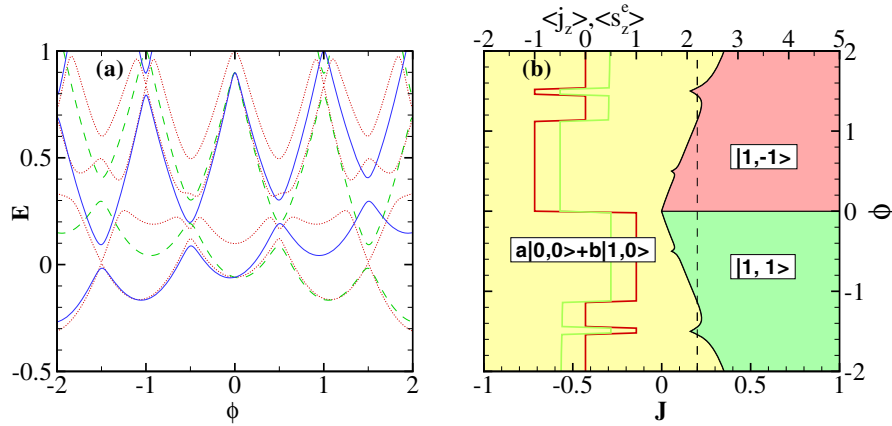 (a)
1
0.5
0
-0.5
E
-2 -1 0 1 2
ϕ
<j_z>,<s_z^e>
-2 -1 0 1 2 3 4 5
(b)
|1,-1>
a|0,0>+b|1,0>
|1, 1>
2
1
0
-1
-2
ϕ
-1 -0.5 0 0.5 1
J